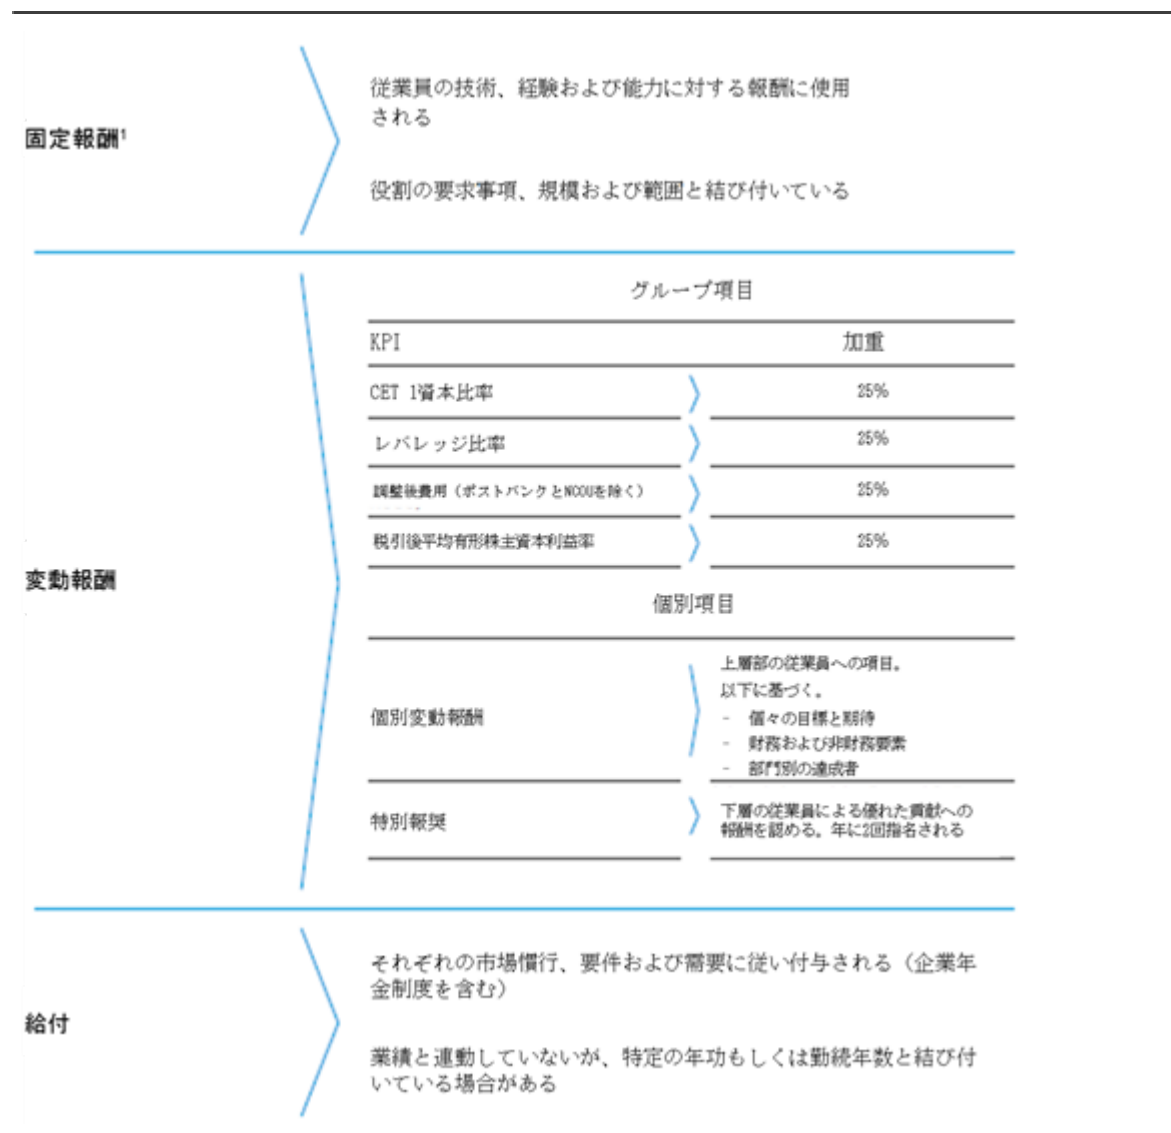 固定報酬¹
従業員の技術、経験および能力に対する報酬に使用
される
役割の要求事項、規模および範囲と結び付いている
変動報酬
グループ項目
KPI 加重
CET 1資本比率 25%
レバレッジ比率 25%
調整後費用（ポストバンクとNCOUを除く） 25%
税引後平均有形株主資本利益率 25%
個別項目
個別変動報酬
上層部の従業員への項目。
以下に基づく。
- 個々の目標と期待
- 財務および非財務要素
- 部門別の達成者
特別報奨
下層の従業員による優れた貢献への
報酬を認める。年に2回指名される
給付
それぞれの市場慣行、要件および需要に従い付与される（企業年
金制度を含む）
業績と連動していないが、特定の年功もしくは勤続年数と結び付
いている場合がある